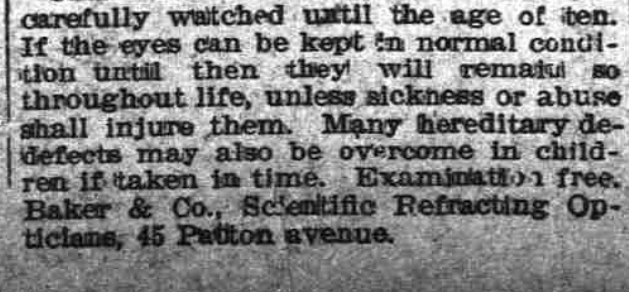 carefully watched until the age of ten.
If the eyes can be kept in normal condi-
tion until then they will remain so
throughout life, unless sickness or abuse
shall injure them. Many hereditary de-
defects may also be overcome in child-
ren if taken in time. Examination free.
Baker & Co., Scientific Refracting Op-
ticians, 45 Patton avenue.